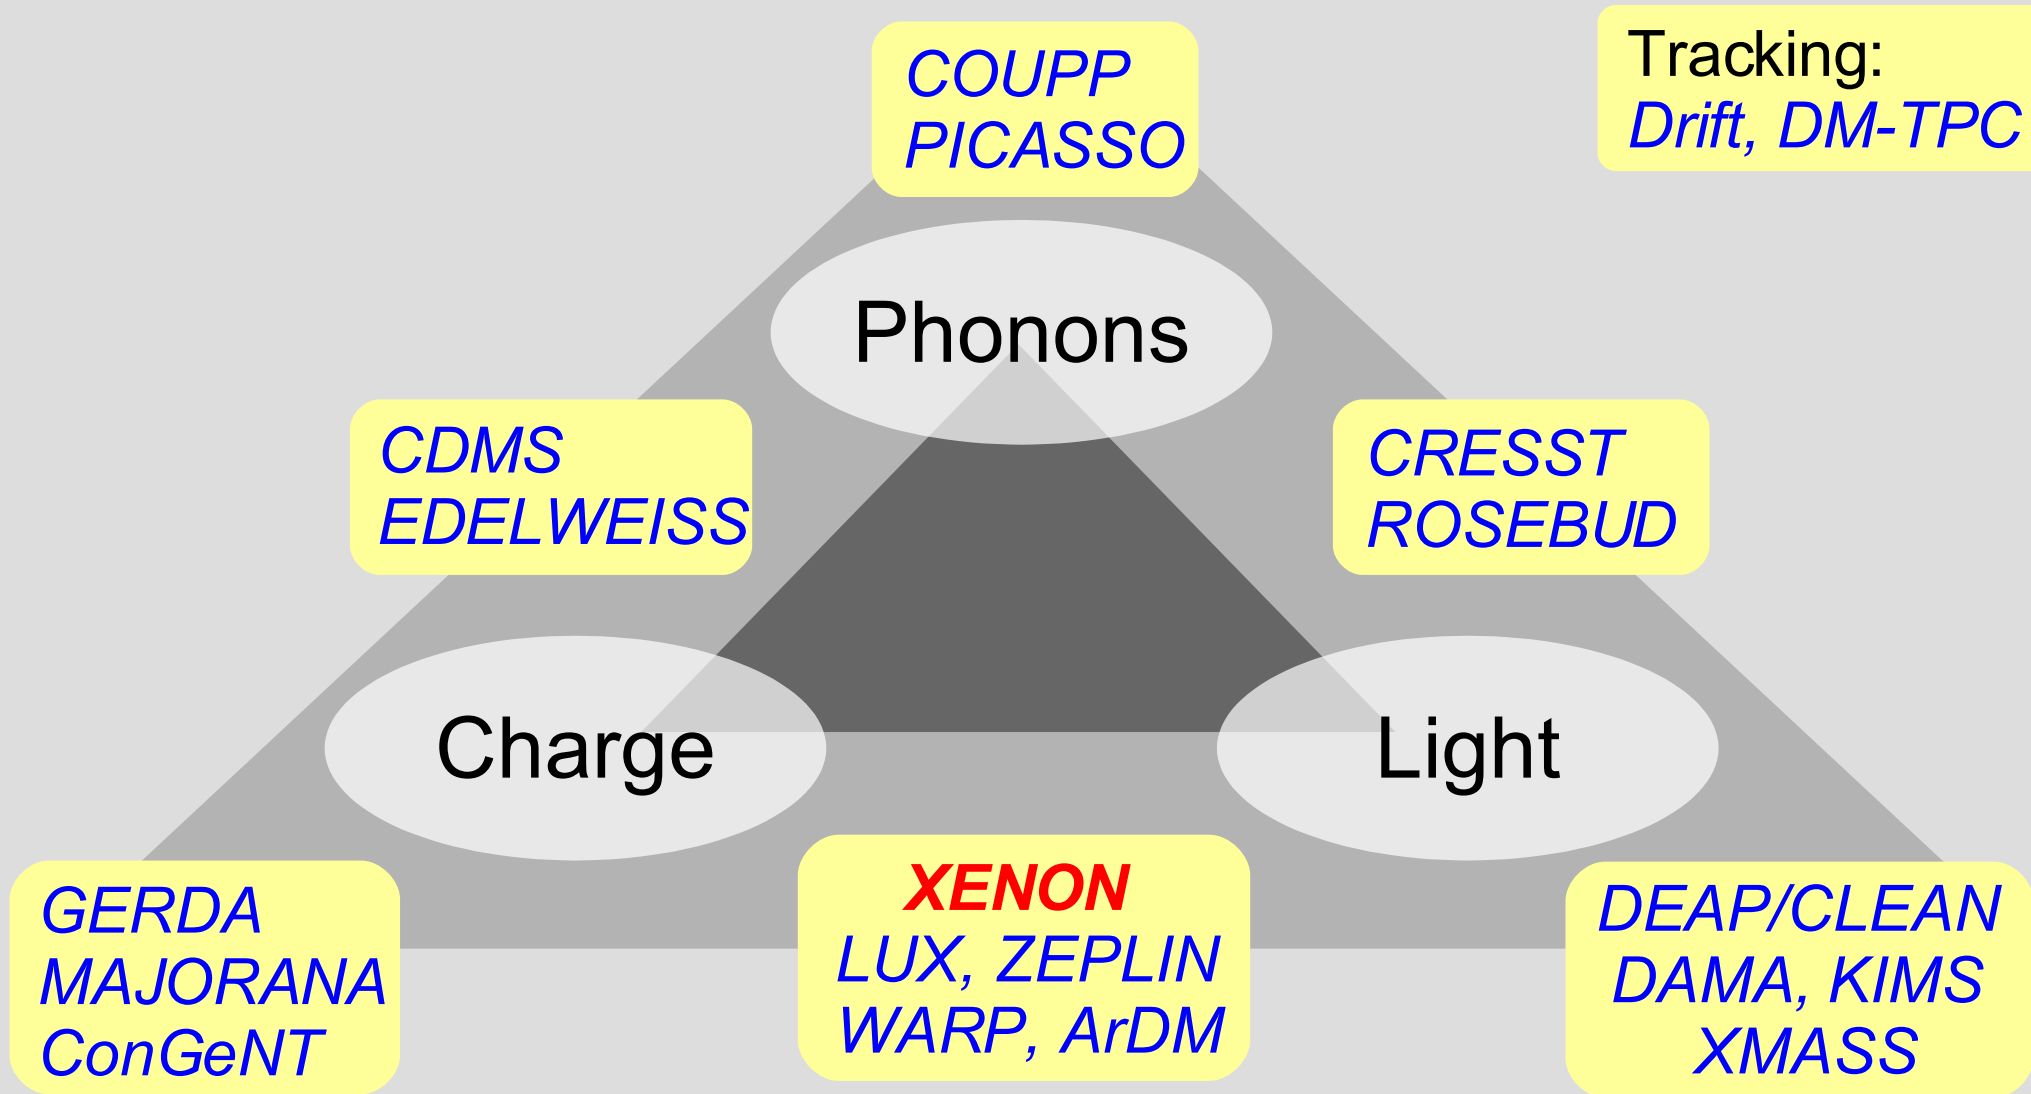 COUPP
PICASSO
Tracking:
Drift, DM-TPC
Phonons
CDMS
EDELWEISS
CRESST
ROSEBUD
Charge
Light
GERDA
MAJORANA
ConGeNT
XENON
LUX, ZEPLIN
WARP, ArDM
DEAP/CLEAN
DAMA, KIMS
XMASS